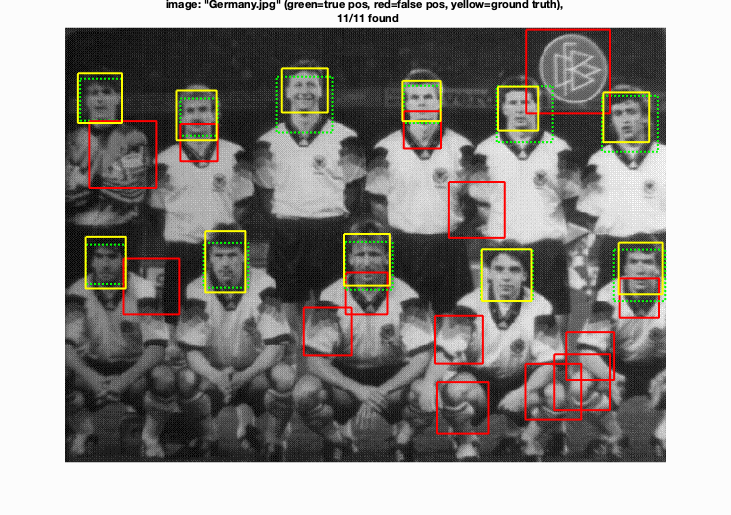 image: "Germany.jpg" (green=true pos, red=false pos, yellow=ground truth),
11/11 found